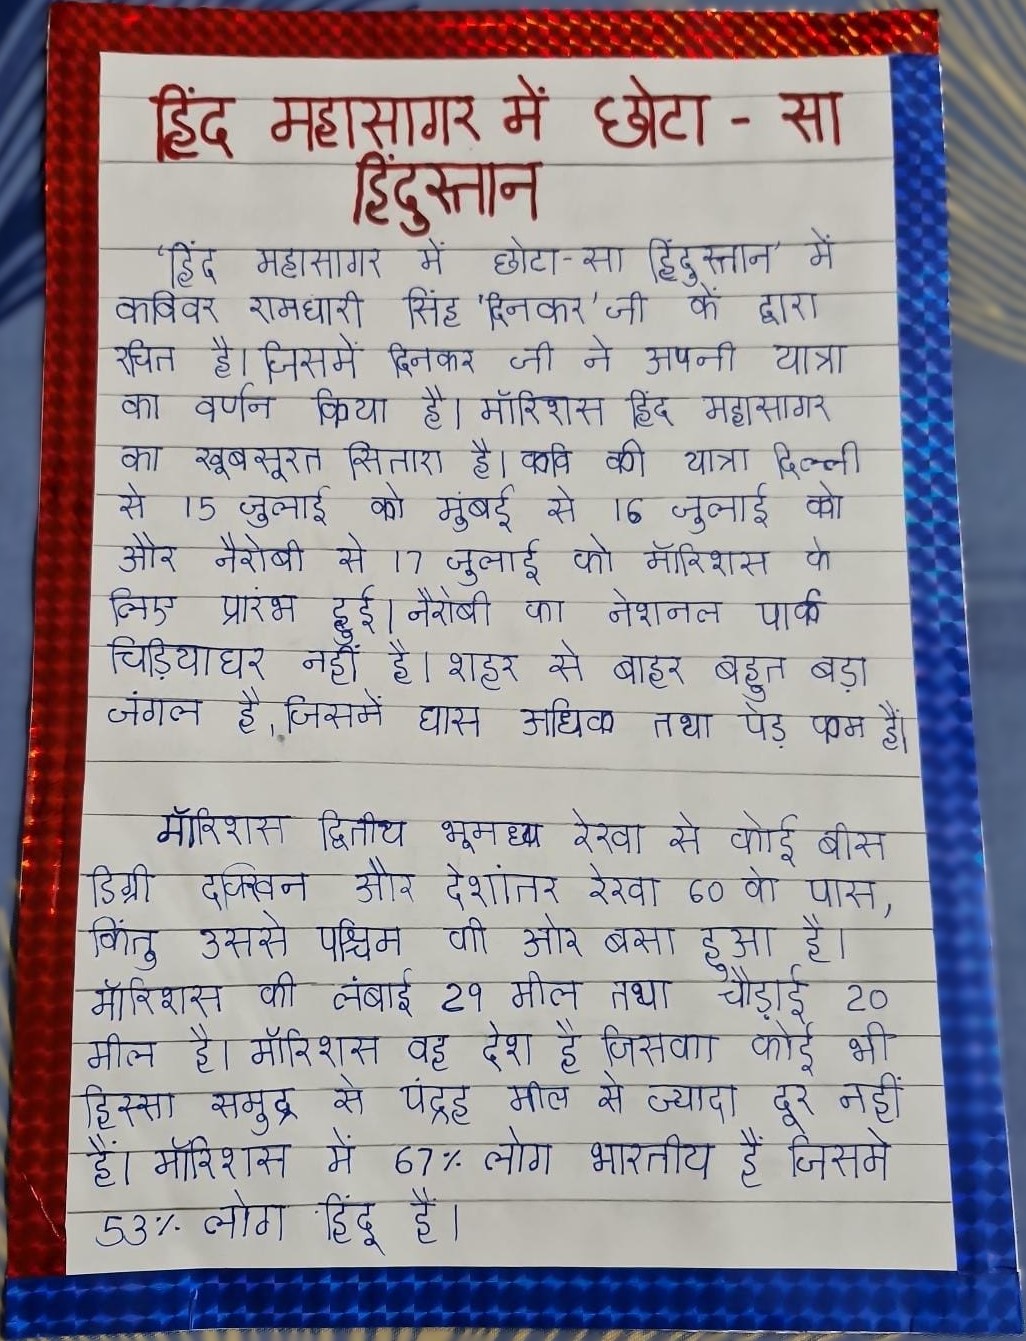 हिंद महासागर में छोटा - सा
हिंदुस्तान
'हिंद महासागर में छोटा-सा हिंदुस्तान' में
कविवर रामधारी सिंह 'दिनकर' जी के द्वारा
रचित है। जिसमें दिनकर जी ने अपनी यात्रा
का वर्णन किया है। मॉरिशस हिंद महासागर
का खूबसूरत सितारा है। कवि की यात्रा दिल्ली
से 15 जुलाई को मुंबई से 16 जुलाई को
और नैरोबी से 17 जुलाई को मॉरिशस के
लिए प्रारंभ हुई। नैरोबी का नेशनल पार्क
चिड़ियाघर नहीं है। शहर से बाहर बहुत बड़ा
जंगल है, जिसमें घास अधिक तथा पेड़ कम हैं।
मॉरिशस द्वितीय भूमध्य रेखा से कोई बीस
डिग्री दक्खिन और देशांतर रेखा 60 के पास,
किंतु उससे पश्चिम की ओर बसा हुआ है।
मॉरिशस की लंबाई 29 मील तथा चौड़ाई 20
मील है। मॉरिशस वह देश है जिसका कोई भी
हिस्सा समुद्र से पंद्रह मील से ज्यादा दूर नहीं
हैं। मॉरिशस में 67% लोग भारतीय हैं जिसमे
53% लोग हिंदू हैं।